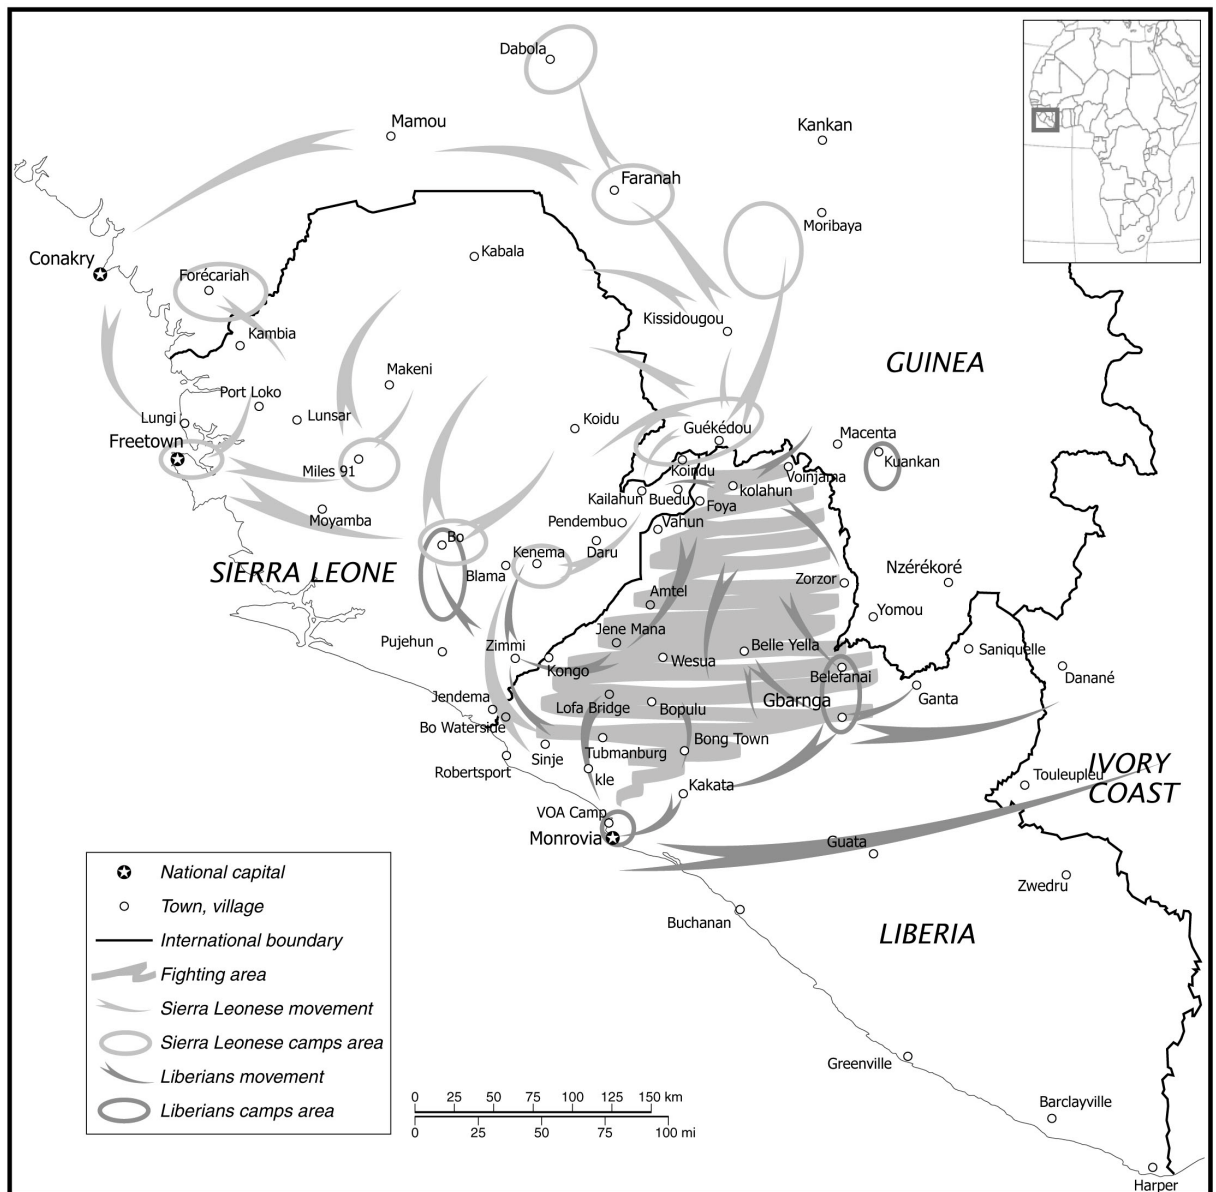 Dabola
Mamou
Kankan
Faranah
Moribaya
Conakry
Kabala
Forécariah
Kissidougou
Kambia
GUINEA
Makeni
Port Loko
Lungi
Lunsar
Koidu
Guékédou
Macenta
Freetown
Kuankan
Miles 91
Koindu
Voinjama
Kailahun
Buedu
kolahun
Foya
Moyamba
Pendembu
Vahun
Bo
Kenema
Daru
SIERRA LEONE
Blama
Nzérékoré
Zorzor
Amtel
Yomou
Jene Mana
Pujehun
Zimmi
Belle Yella
Saniquelle
Wesua
Kongo
Belefanai
Danané
Jendema
Lofa Bridge
Bopulu
Gbarnga
Ganta
Bo Waterside
Bong Town
Sinje
Tubmanburg
Robertsport
kle
Kakata
Touleupleu
IVORY
COAST
VOA Camp
Monrovia
Guata
Zwedru
Buchanan
LIBERIA
National capital
Town, village
International boundary
Fighting area
Sierra Leonese movement
Sierra Leonese camps area
Liberians movement
Liberians camps area
Greenville
Barclayville
Harper
0 25 50 75 100 125 150 km
0 25 50 75 100 mi